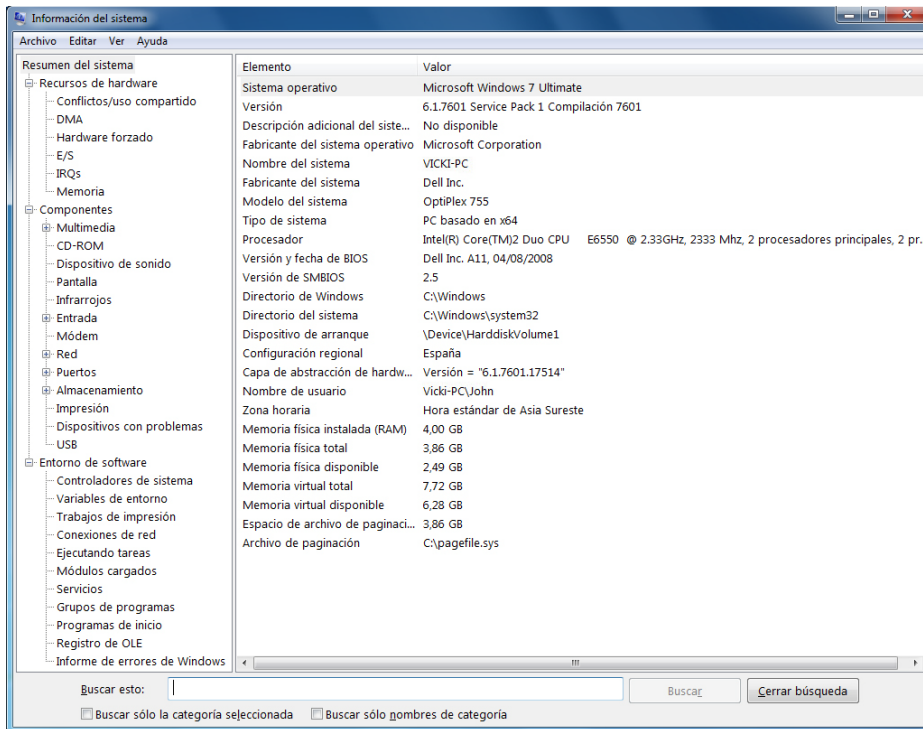 Información del sistema
Archivo Editar Ver Ayuda
Resumen del sistema
Recursos de hardware
Conflictos/uso compartido
DMA
Hardware forzado
E/S
IRQs
Memoria
Componentes
Multimedia
CD-ROM
Dispositivo de sonido
Pantalla
Infrarrojos
Entrada
Módem
Red
Puertos
Almacenamiento
Impresión
Dispositivos con problemas
USB
Entorno de software
Controladores de sistema
Variables de entorno
Trabajos de impresión
Conexiones de red
Ejecutando tareas
Módulos cargados
Servicios
Grupos de programas
Programas de inicio
Registro de OLE
Informe de errores de Windows
Elemento Valor
Sistema operativo Microsoft Windows 7 Ultimate
Versión 6.1.7601 Service Pack 1 Compilación 7601
Descripción adicional del siste... No disponible
Fabricante del sistema operativo Microsoft Corporation
Nombre del sistema VICKI-PC
Fabricante del sistema Dell Inc.
Modelo del sistema OptiPlex 755
Tipo de sistema PC basado en x64
Procesador Intel(R) Core(TM)2 Duo CPU E6550 @ 2.33GHz, 2333 Mhz, 2 procesadores principales, 2 pr...
Versión y fecha de BIOS Dell Inc. A11, 04/08/2008
Versión de SMBIOS 2.5
Directorio de Windows C:\Windows
Directorio del sistema C:\Windows\system32
Dispositivo de arranque \Device\HarddiskVolume1
Configuración regional España
Capa de abstracción de hardw... Versión = "6.1.7601.17514"
Nombre de usuario Vicki-PC\John
Zona horaria Hora estándar de Asia Sureste
Memoria física instalada (RAM) 4,00 GB
Memoria física total 3,86 GB
Memoria física disponible 2,49 GB
Memoria virtual total 7,72 GB
Memoria virtual disponible 6,28 GB
Espacio de archivo de paginaci... 3,86 GB
Archivo de paginación C:\pagefile.sys
Buscar esto: Buscar Cerrar búsqueda
Buscar sólo la categoría seleccionada Buscar sólo nombres de categoría